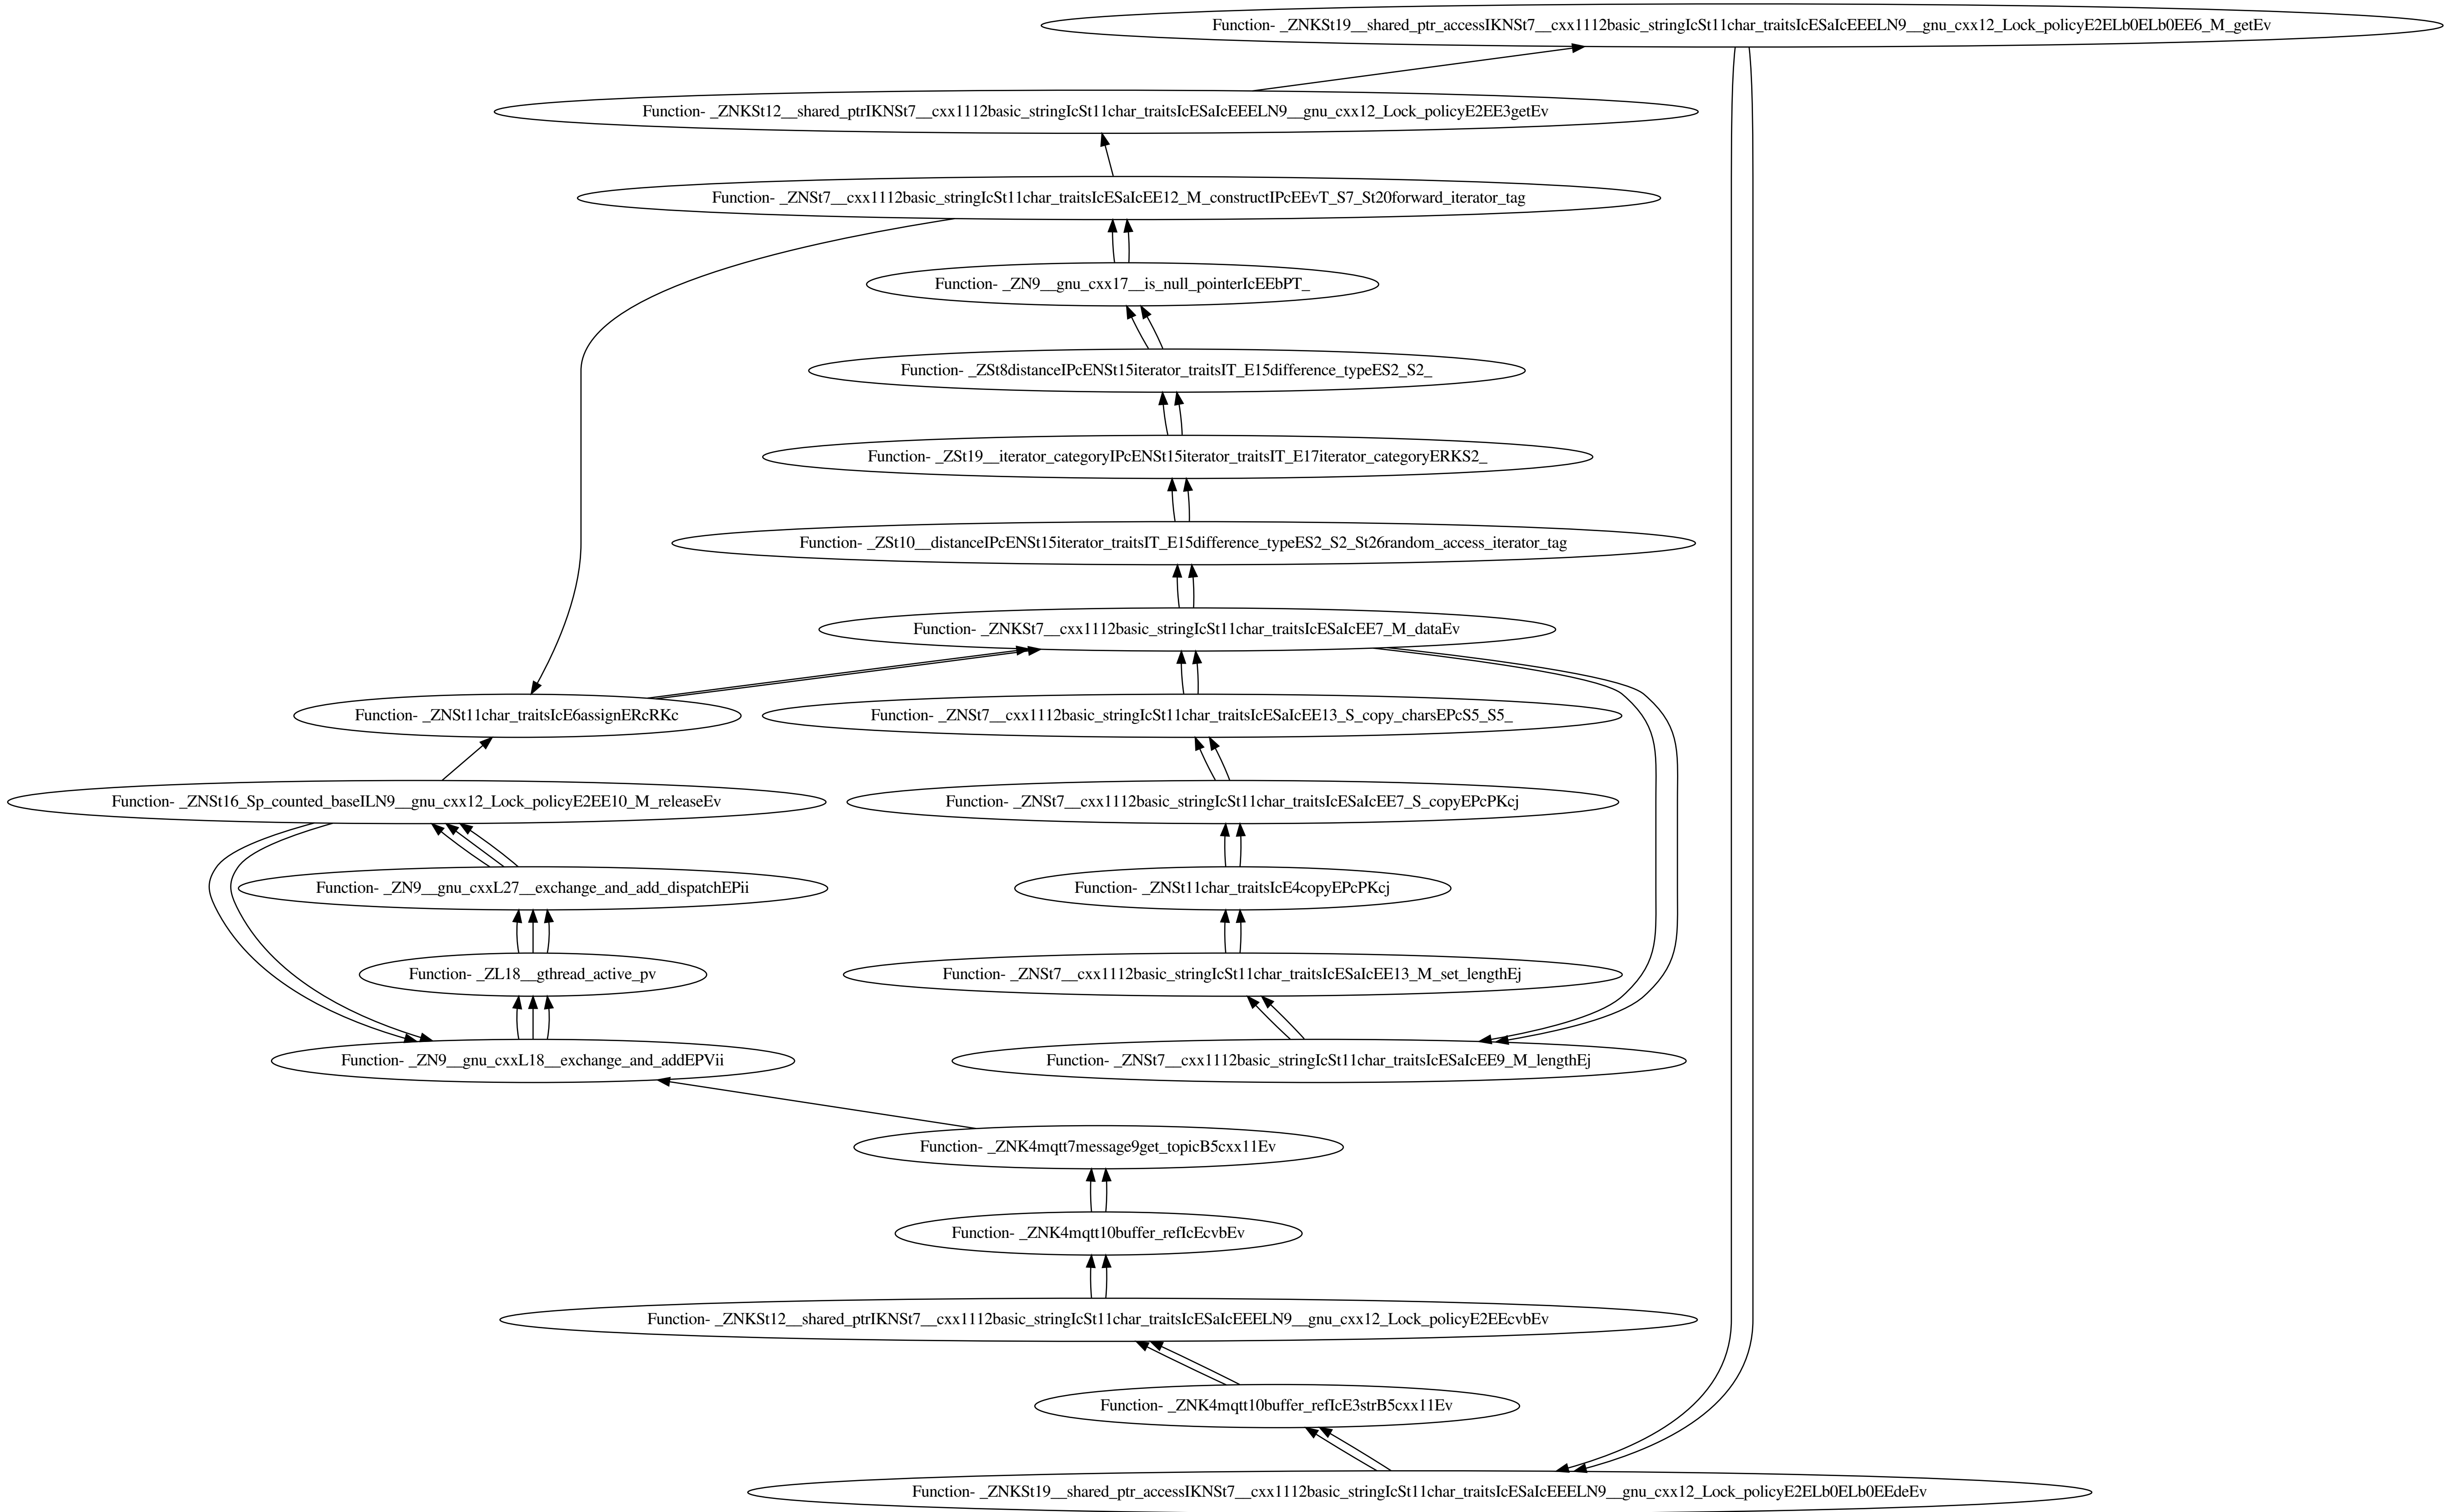 Function- _ZNKSt19__shared_ptr_accessIKNSt7__cxx1112basic_stringIcSt11char_traitsIcESaIcEEELN9__gnu_cxx12_Lock_policyE2ELb0ELb0EE6_M_getEv
Function- _ZNKSt12__shared_ptrIKNSt7__cxx1112basic_stringIcSt11char_traitsIcESaIcEEELN9__gnu_cxx12_Lock_policyE2EE3getEv
Function- _ZNSt7__cxx1112basic_stringIcSt11char_traitsIcESaIcEE12_M_constructIPcEEvT_S7_St20forward_iterator_tag
Function- _ZN9__gnu_cxx17__is_null_pointerIcEEbPT_
Function- _ZSt8distanceIPcENSt15iterator_traitsIT_E15difference_typeES2_S2_
Function- _ZSt19__iterator_categoryIPcENSt15iterator_traitsIT_E17iterator_categoryERKS2_
Function- _ZSt10__distanceIPcENSt15iterator_traitsIT_E15difference_typeES2_S2_St26random_access_iterator_tag
Function- _ZNKSt7__cxx1112basic_stringIcSt11char_traitsIcESaIcEE7_M_dataEv
Function- _ZNSt11char_traitsIcE6assignERcRKc
Function- _ZNSt7__cxx1112basic_stringIcSt11char_traitsIcESaIcEE13_S_copy_charsEPcS5_S5_
Function- _ZNSt16_Sp_counted_baseILN9__gnu_cxx12_Lock_policyE2EE10_M_releaseEv
Function- _ZNSt7__cxx1112basic_stringIcSt11char_traitsIcESaIcEE7_S_copyEPcPKcj
Function- _ZN9__gnu_cxxL27__exchange_and_add_dispatchEPii
Function- _ZNSt11char_traitsIcE4copyEPcPKcj
Function- _ZL18__gthread_active_pv
Function- _ZNSt7__cxx1112basic_stringIcSt11char_traitsIcESaIcEE13_M_set_lengthEj
Function- _ZN9__gnu_cxxL18__exchange_and_addEPVii
Function- _ZNSt7__cxx1112basic_stringIcSt11char_traitsIcESaIcEE9_M_lengthEj
Function- _ZNK4mqtt7message9get_topicB5cxx11Ev
Function- _ZNK4mqtt10buffer_refIcEcvbEv
Function- _ZNKSt12__shared_ptrIKNSt7__cxx1112basic_stringIcSt11char_traitsIcESaIcEEELN9__gnu_cxx12_Lock_policyE2EEcvbEv
Function- _ZNK4mqtt10buffer_refIcE3strB5cxx11Ev
Function- _ZNKSt19__shared_ptr_accessIKNSt7__cxx1112basic_stringIcSt11char_traitsIcESaIcEEELN9__gnu_cxx12_Lock_policyE2ELb0ELb0EEdeEv